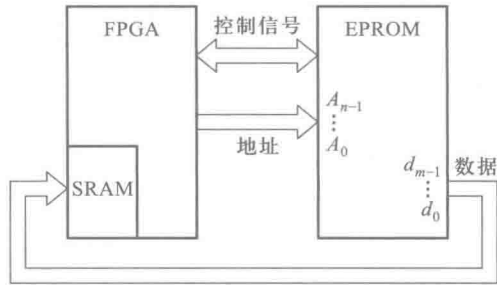 FPGA
控制信号
EPROM
A_{n-1}
⋮
A_0
地址
SRAM
d_{m-1}
⋮
d_0
数据